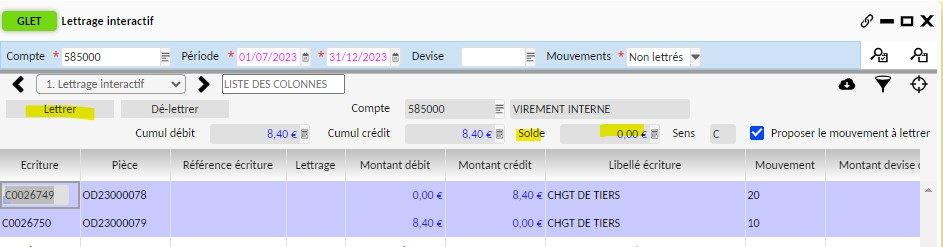 GLET Lettrage interactif
Compte * 585000 Période * 01/07/2023 * 31/12/2023 Devise Mouvements * Non lettrés
1. Lettrage interactif LISTE DES COLONNES
Lettrer Dé-lettrer Compte 585000 VIREMENT INTERNE
Cumul débit 8,40 € Cumul crédit 8,40 € Solde 0,00 € Sens C Proposer le mouvement à lettrer
Ecriture Pièce Référence écriture Lettrage Montant débit Montant crédit Libellé écriture Mouvement Montant devise
C0026749 OD23000078 0,00 € 8,40 € CHGT DE TIERS 20
C0026750 OD23000079 8,40 € 0,00 € CHGT DE TIERS 10